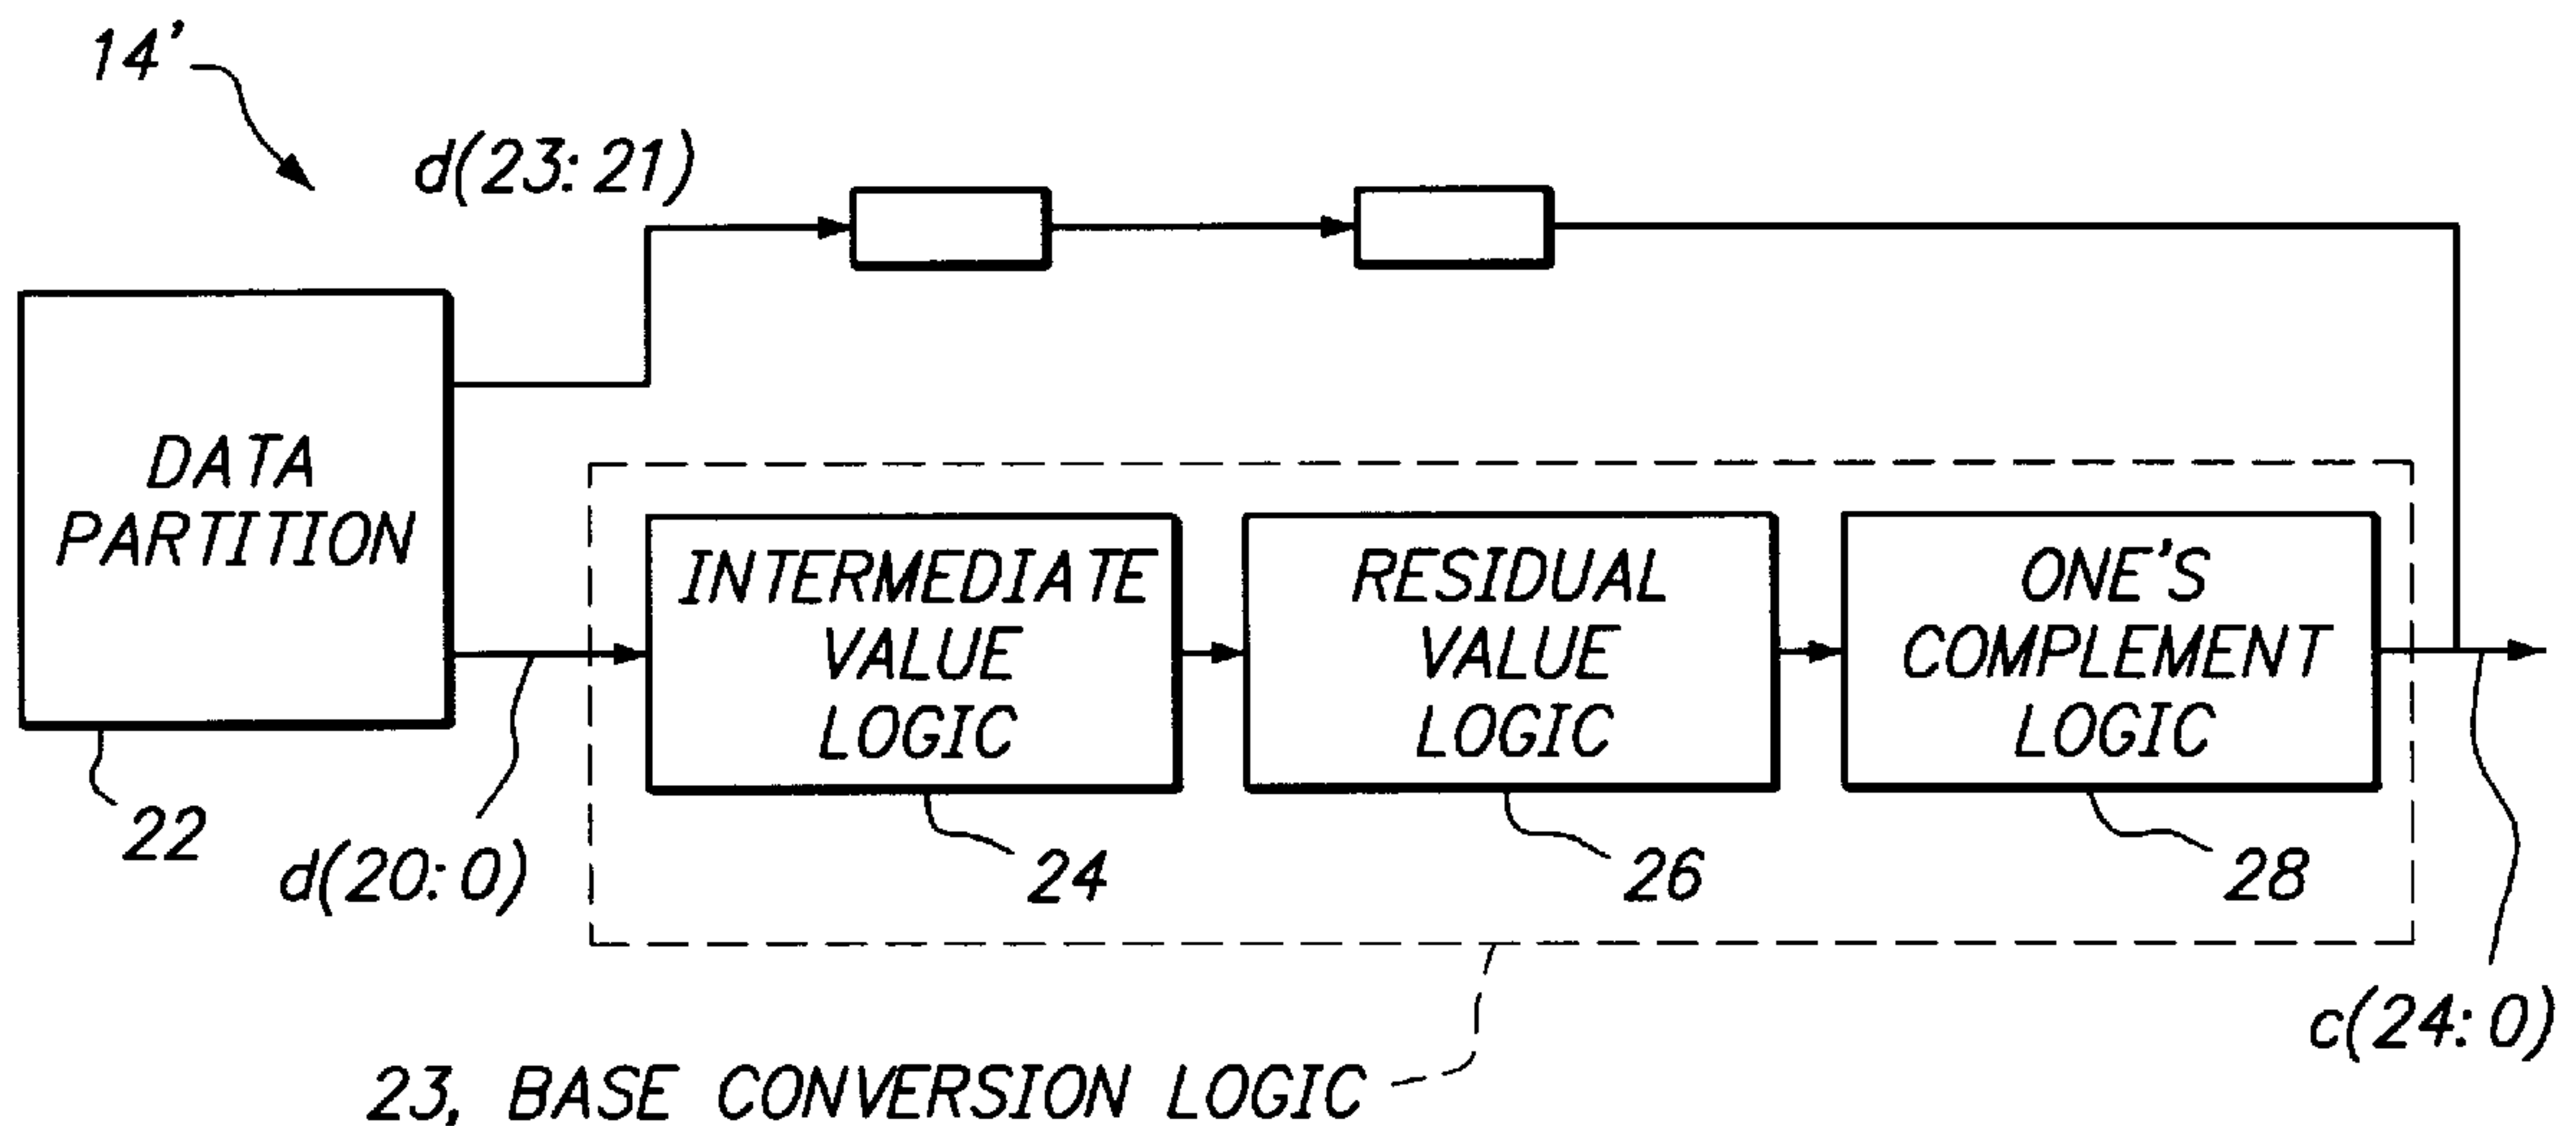 14'
d(23:21)
DATA
PARTITION
22
d(20:0)
INTERMEDIATE
VALUE
LOGIC
24
RESIDUAL
VALUE
LOGIC
26
ONE'S
COMPLEMENT
LOGIC
28
c(24:0)
23, BASE CONVERSION LOGIC